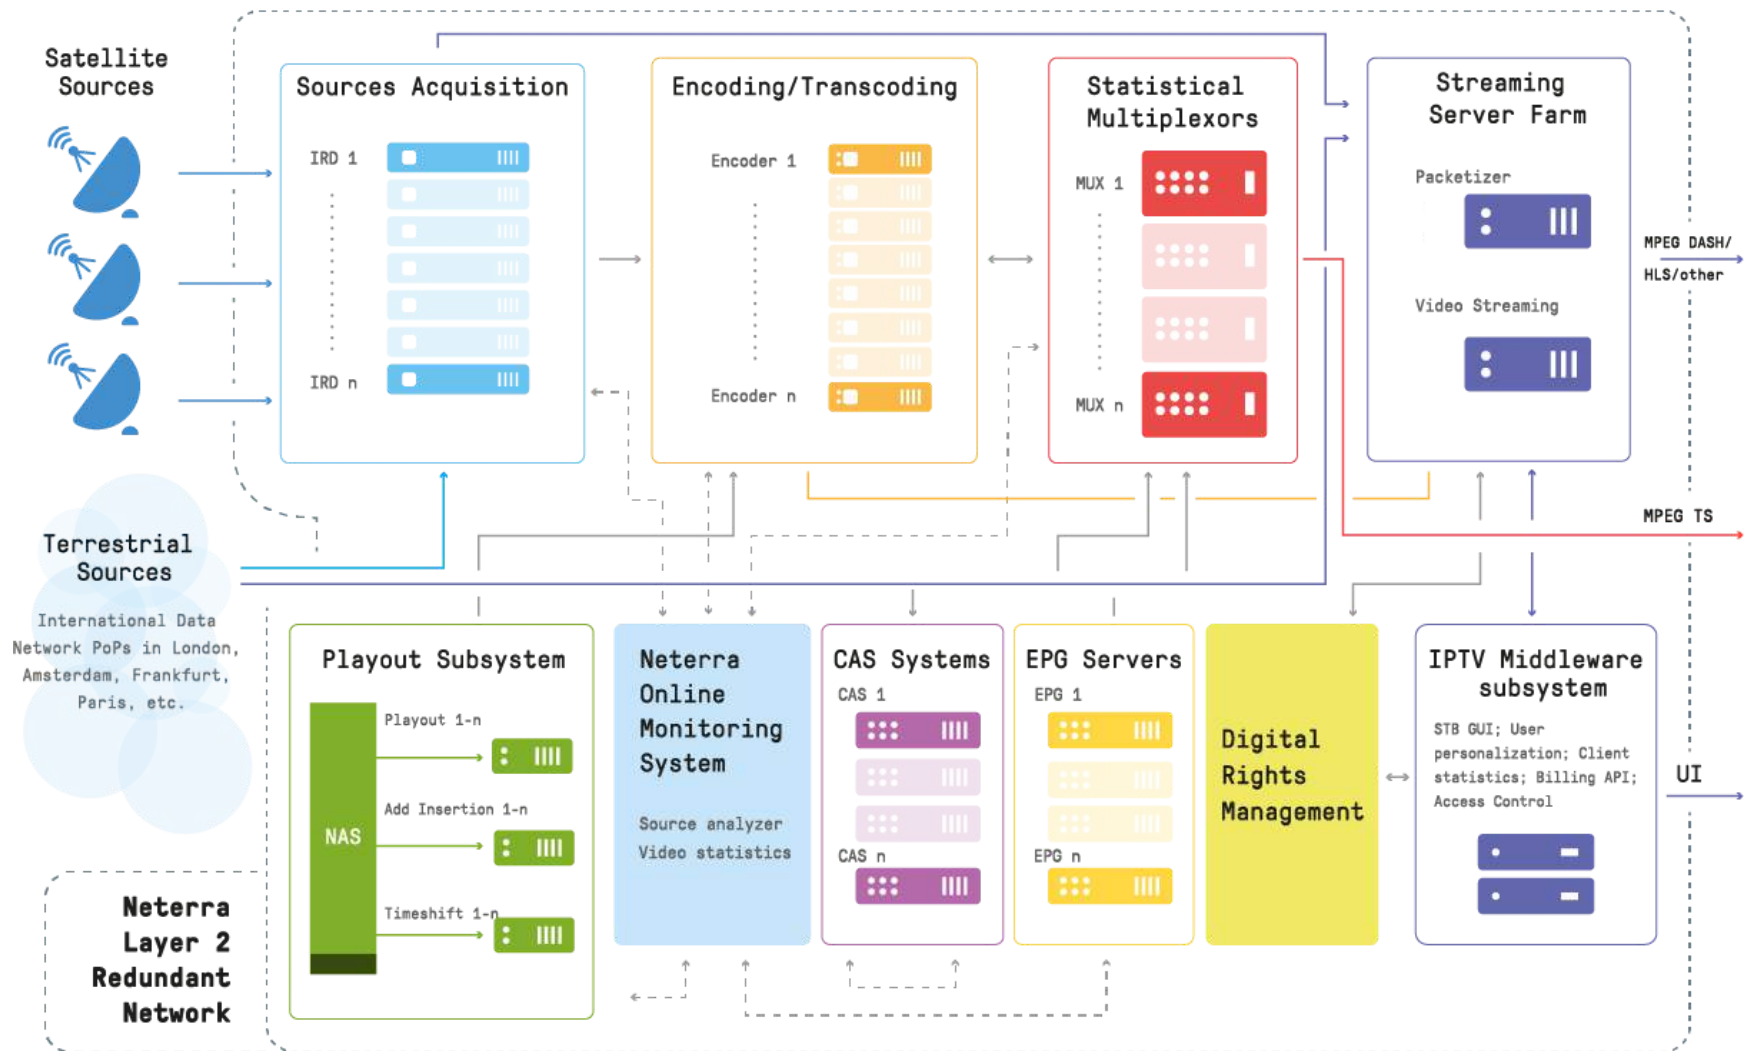 Satellite
Sources
Sources Acquisition
IRD 1
IRD n
Encoding/Transcoding
Encoder 1
Encoder n
Statistical
Multiplexors
MUX 1
MUX n
Streaming
Server Farm
Packetizer
Video Streaming
MPEG DASH/
HLS/other
MPEG TS
Terrestrial
Sources
International Data
Network PoPs in London,
Amsterdam, Frankfurt,
Paris, etc.
Playout Subsystem
NAS
Playout 1-n
Add Insertion 1-n
Timeshift 1-n
Neterra
Online
Monitoring
System
Source analyzer
Video statistics
CAS Systems
CAS 1
CAS n
EPG Servers
EPG 1
EPG n
Digital
Rights
Management
IPTV Middleware
subsystem
STB GUI; User
personalization; Client
statistics; Billing API;
Access Control
UI
Neterra
Layer 2
Redundant
Network